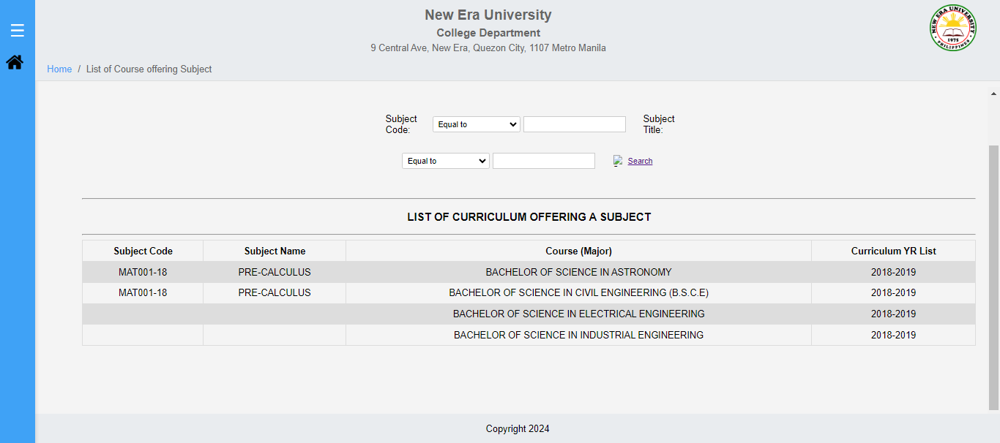 New Era University
College Department
9 Central Ave, New Era, Quezon City, 1107 Metro Manila
NEW ERA UNIVERSITY
1975
PHILIPPINES
Home / List of Course offering Subject
Subject Code: Equal to Subject Title:
Equal to Search
LIST OF CURRICULUM OFFERING A SUBJECT
Subject Code Subject Name Course (Major) Curriculum YR List
MAT001-18 PRE-CALCULUS BACHELOR OF SCIENCE IN ASTRONOMY 2018-2019
MAT001-18 PRE-CALCULUS BACHELOR OF SCIENCE IN CIVIL ENGINEERING (B.S.C.E) 2018-2019
BACHELOR OF SCIENCE IN ELECTRICAL ENGINEERING 2018-2019
BACHELOR OF SCIENCE IN INDUSTRIAL ENGINEERING 2018-2019
Copyright 2024